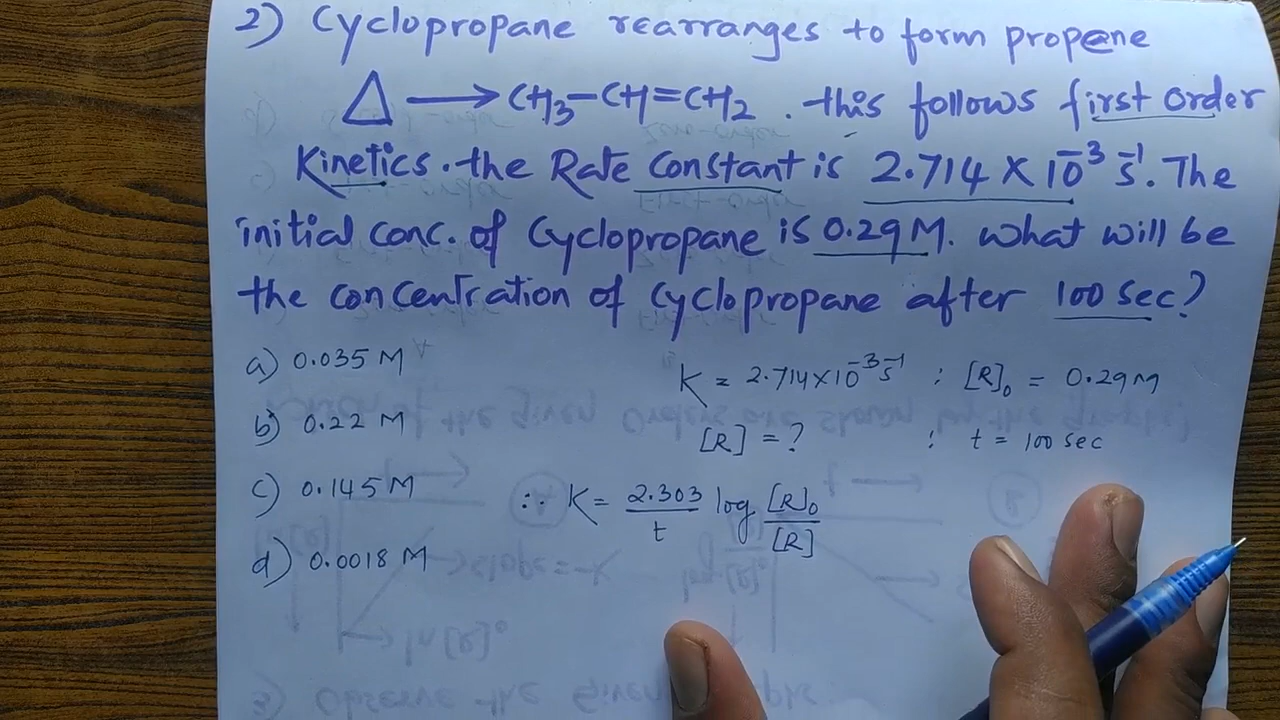 2) Cyclopropane rearranges to form propene
△ ⟶ CH₃-CH=CH₂. this follows first order
Kinetics. the Rate Constant is 2.714 × 10⁻³ s⁻¹. The
initial conc. of Cyclopropane is 0.29 M. what will be
the concentration of cyclopropane after 100 sec?
a) 0.035 M
K = 2.714×10⁻³ s⁻¹ : [R]₀ = 0.29 M
b) 0.22 M
[R] = ? : t = 100 sec
c) 0.145 M
∵ K = 2.303/t log [R]₀/[R]
d) 0.0018 M